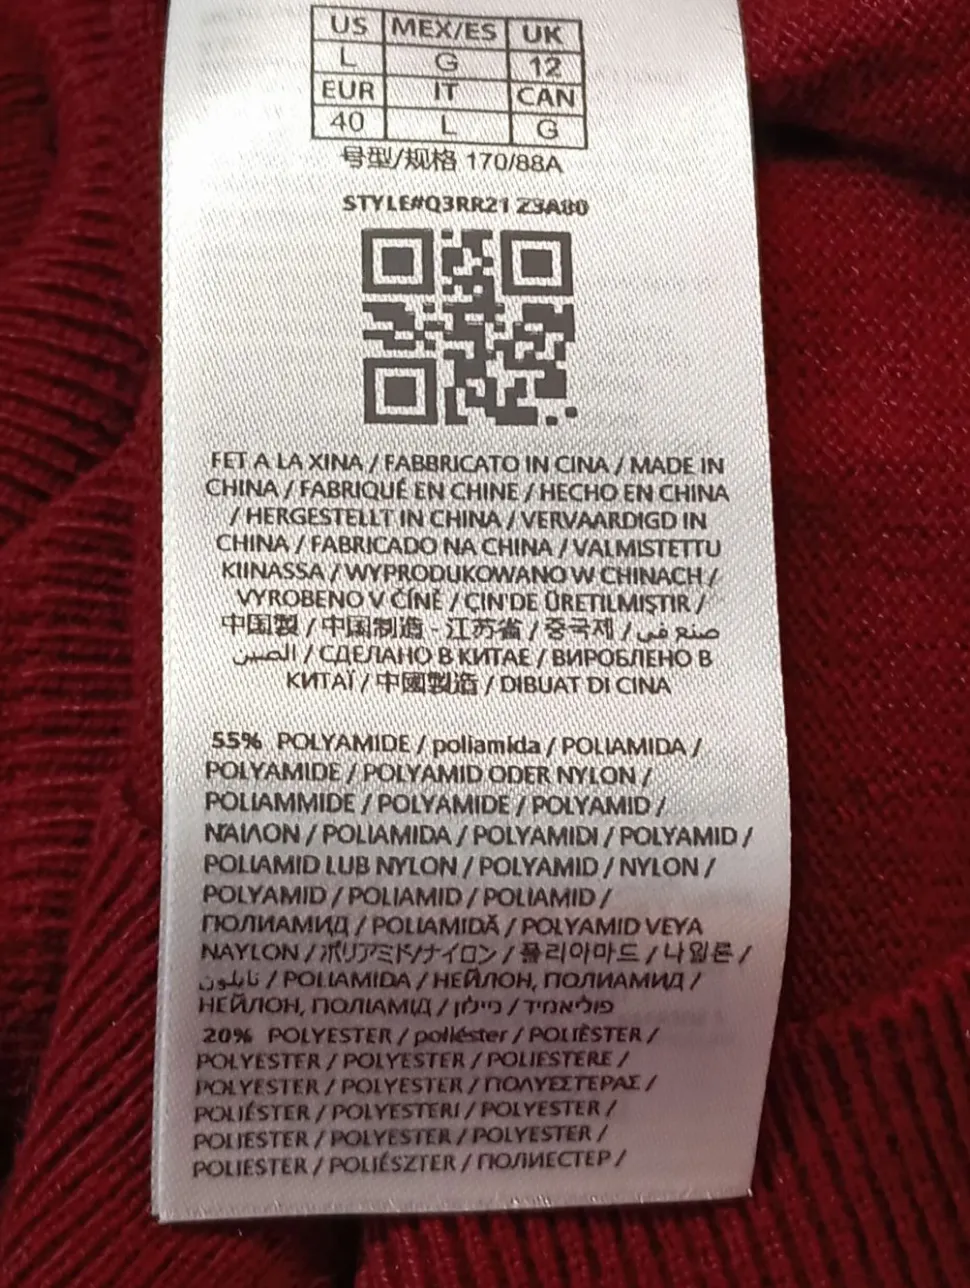 US MEX/ES UK
L G 12
EUR IT CAN
40 L G
号型/规格 170/88A
STYLE#Q3RR21 Z3A80
FET A LA XINA / FABBRICATO IN CINA / MADE IN
CHINA / FABRIQUÉ EN CHINE / HECHO EN CHINA
/ HERGESTELLT IN CHINA / VERVAARDIGD IN
CHINA / FABRICADO NA CHINA / VALMISTETTU
KIINASSA / WYPRODUKOWANO W CHINACH /
VYROBENO V ČÍNĚ / ÇIN'DE ÜRETILMIŞTIR /
中国製 / 中国制造 - 江苏省 / 중국제 / صنع في
الصين / СДЕЛАНО В КИТАЕ / ВИРОБЛЕНО В
КИТАЇ / 中國製造 / DIBUAT DI CINA
55% POLYAMIDE / poliamida / POLIAMIDA /
POLYAMIDE / POLYAMID ODER NYLON /
POLIAMMIDE / POLYAMIDE / POLYAMID /
ΝΆΙΛΟΝ / POLIAMIDA / POLYAMIDI / POLYAMID /
POLIAMID LUB NYLON / POLYAMID / NYLON /
POLYAMID / POLIAMID / POLIAMID /
ПОЛИАМИД / POLIAMIDĂ / POLYAMID VEYA
NAYLON / ポリアミド/ナイロン / 폴리아마드 / 나일론 /
نايلون / POLIAMIDA / НЕЙЛОН, ПОЛИАМИД /
НЕЙЛОН, ПОЛІАМІД / ניילון / פוליאמיד
20% POLYESTER / poliéster / POLIÈSTER /
POLYESTER / POLYESTER / POLIESTERE /
POLYESTER / POLYESTER / ΠΟΛΥΕΣΤΕΡΑΣ /
POLIÉSTER / POLYESTERI / POLYESTER /
POLIESTER / POLYESTER / POLYESTER /
POLIESTER / POLIÉSZTER / ПОЛИЕСТЕР /